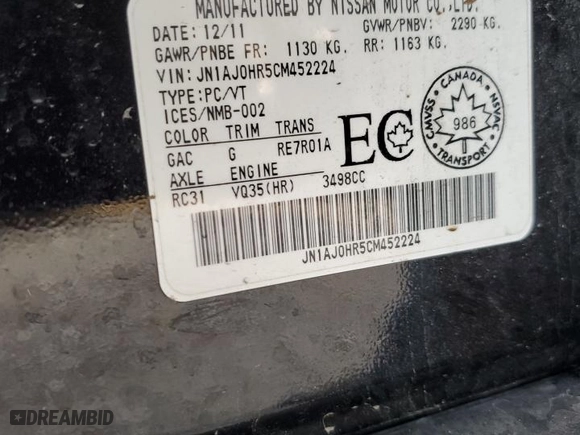 MANUFACTURED BY NISSAN MOTOR CO.,LTD.
DATE: 12/11 GVWR/PNBV: 2290 KG.
GAWR/PNBE FR: 1130 KG. RR: 1163 KG.
VIN: JN1AJ0HR5CM452224
TYPE: PC/VT
ICES/NMB-002
COLOR TRIM TRANS
GAC G RE7R01A
AXLE ENGINE
RC31 VQ35(HR) 3498CC
EC
CANADA
CMVSS NSVAC
986
TRANSPORT
JN1AJ0HR5CM452224
DREAMBID